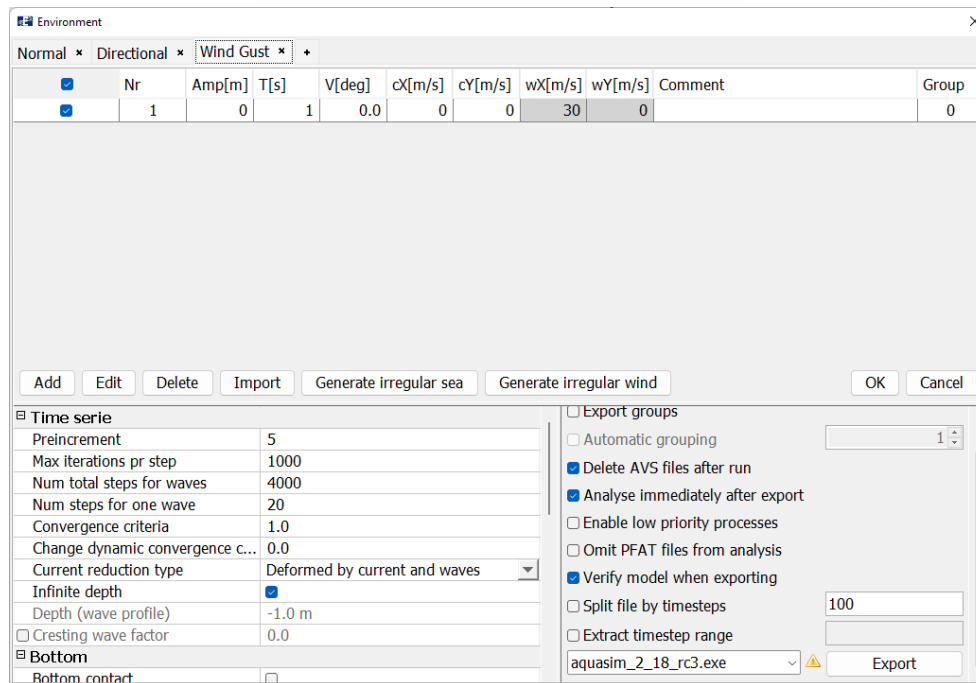 Environment
Normal × Directional × Wind Gust × +
Nr Amp[m] T[s] V[deg] cX[m/s] cY[m/s] wX[m/s] wY[m/s] Comment Group
1 0 1 0.0 0 0 30 0 0
Add Edit Delete Import Generate irregular sea Generate irregular wind OK Cancel
Time serie
Preincrement 5
Max iterations pr step 1000
Num total steps for waves 4000
Num steps for one wave 20
Convergence criteria 1.0
Change dynamic convergence c... 0.0
Current reduction type Deformed by current and waves
Infinite depth
Depth (wave profile) -1.0 m
Cresting wave factor 0.0
Bottom
Bottom contact
Export groups
Automatic grouping 1
Delete AVS files after run
Analyse immediately after export
Enable low priority processes
Omit PFAT files from analysis
Verify model when exporting
Split file by timesteps 100
Extract timestep range
aquasim_2_18_rc3.exe Export